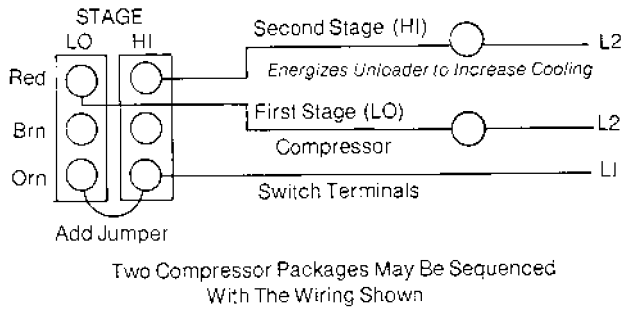 STAGE
LO HI
Second Stage (HI) L2
Red
Energizes Unloader to Increase Cooling
First Stage (LO)
Brn L2
Compressor
Orn L1
Switch Terminals
Add Jumper
Two Compressor Packages May Be Sequenced
With The Wiring Shown